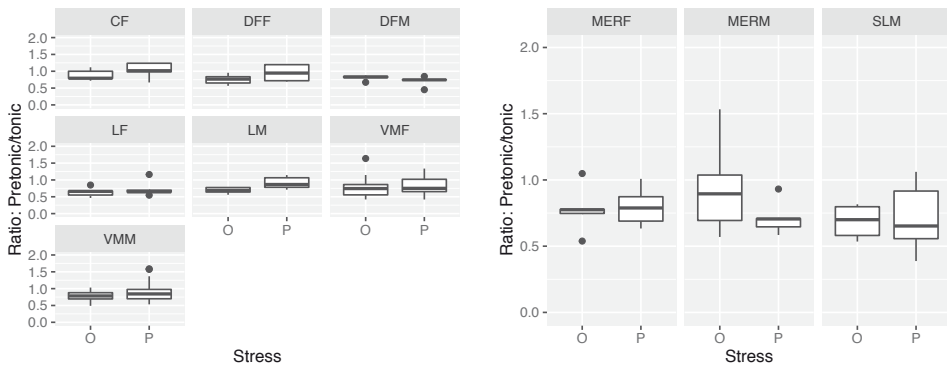 CF DFF DFM
2.0
1.5
1.0
0.5
0.0
LF LM VMF
2.0
1.5
1.0
0.5
0.0
O P O P
VMM
2.0
1.5
1.0
0.5
0.0
O P
Stress
Ratio: Pretonic/tonic
MERF MERM SLM
2.0
1.5
1.0
0.5
0.0
O P O P O P
Stress
Ratio: Pretonic/tonic